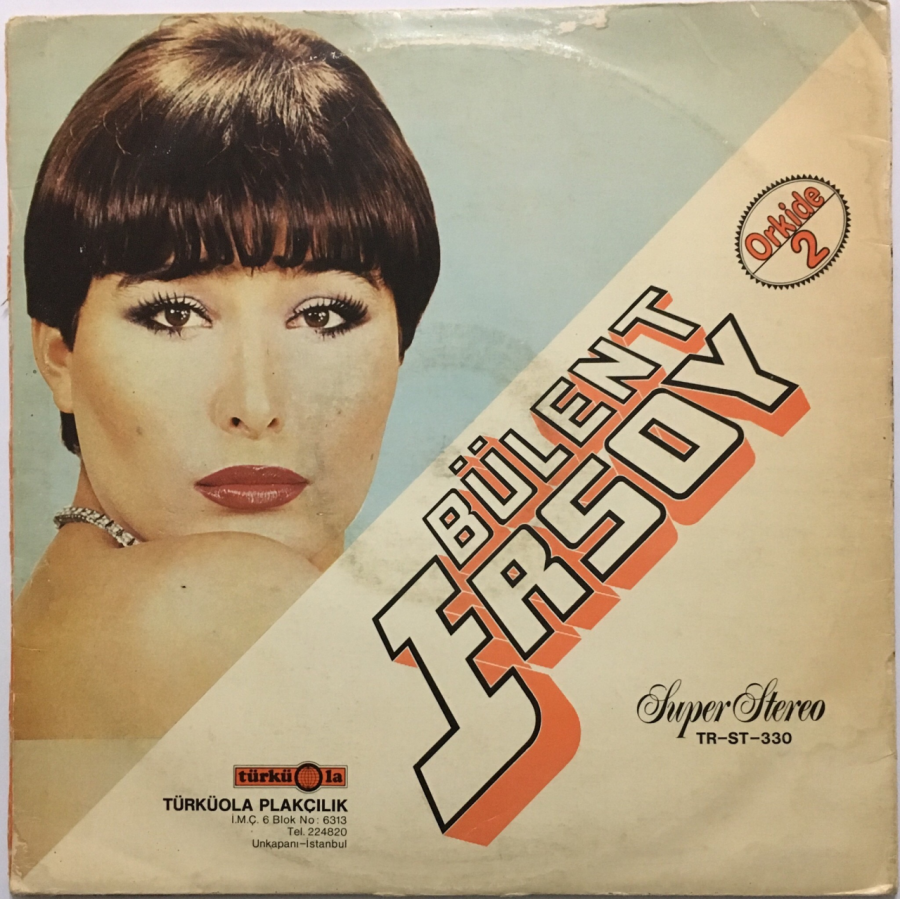 Orkide
2
BÜLENT
ERSOY
Super Stereo
TR-ST-330
türküola
TÜRKÜOLA PLAKÇILIK
İ.M.Ç. 6 Blok No: 6313
Tel. 224820
Unkapanı-İstanbul